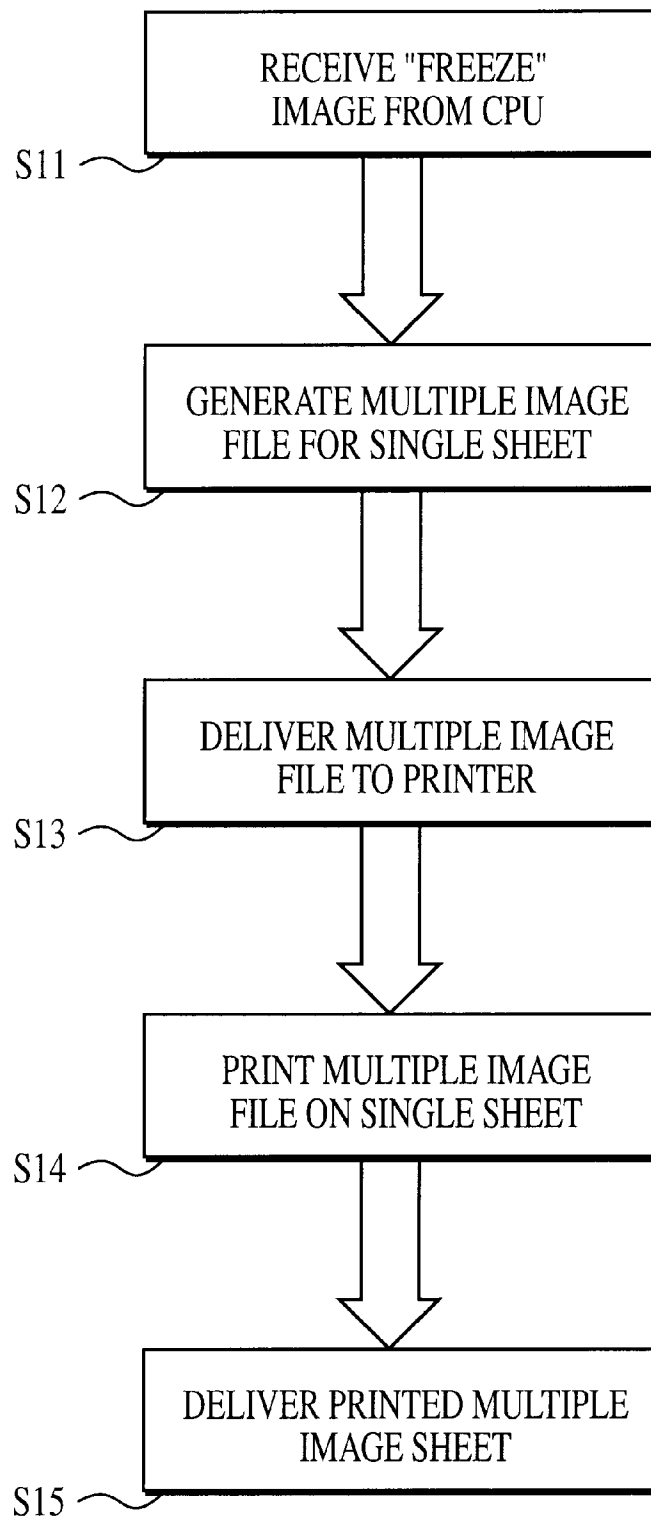 RECEIVE "FREEZE"
IMAGE FROM CPU
S11
GENERATE MULTIPLE IMAGE
FILE FOR SINGLE SHEET
S12
DELIVER MULTIPLE IMAGE
FILE TO PRINTER
S13
PRINT MULTIPLE IMAGE
FILE ON SINGLE SHEET
S14
DELIVER PRINTED MULTIPLE
IMAGE SHEET
S15